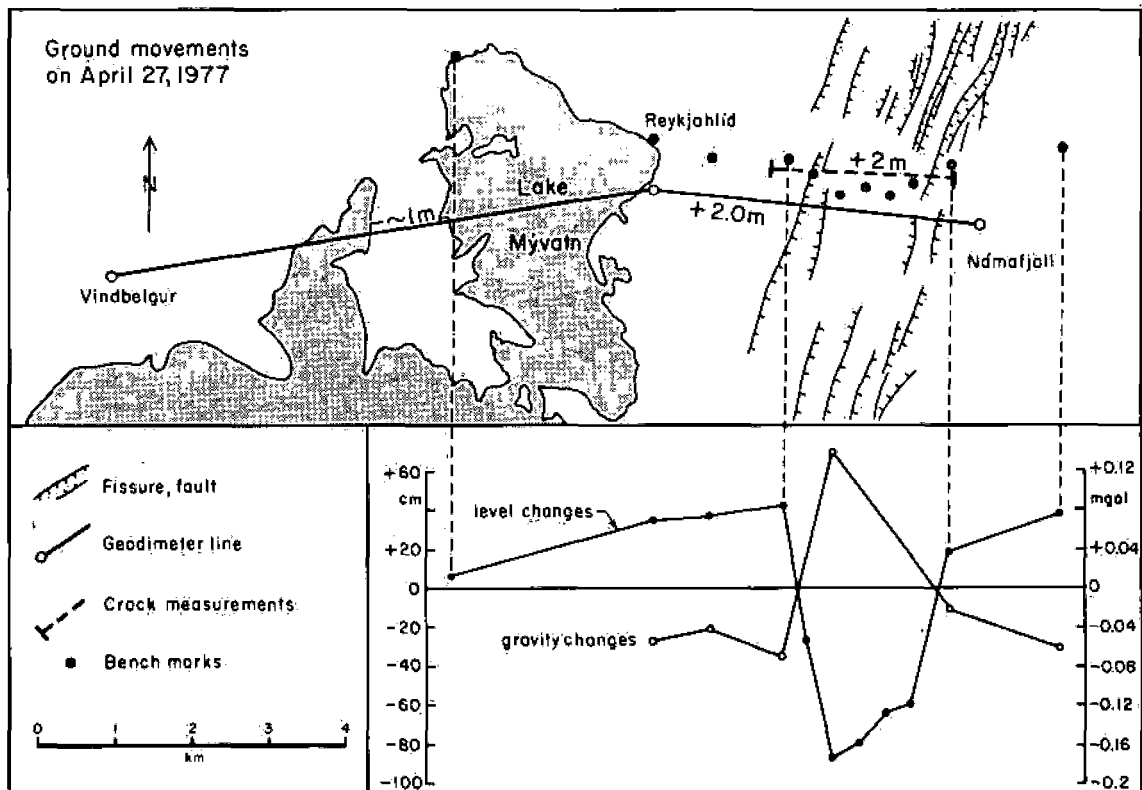 Ground movements
on April 27, 1977
N
Reykjahlíd
+2m
Lake
~1m
+2.0m
Myvatn
Námafjöll
Vindbelgur
Fissure, fault
Geodimeter line
Crack measurements
Bench marks
0 1 2 3 4
km
+60
cm
+20
0
-20
-40
-60
-80
-100
level changes
gravity changes
+0.12
mgal
+0.04
0
-0.04
-0.08
-0.12
-0.16
-0.2